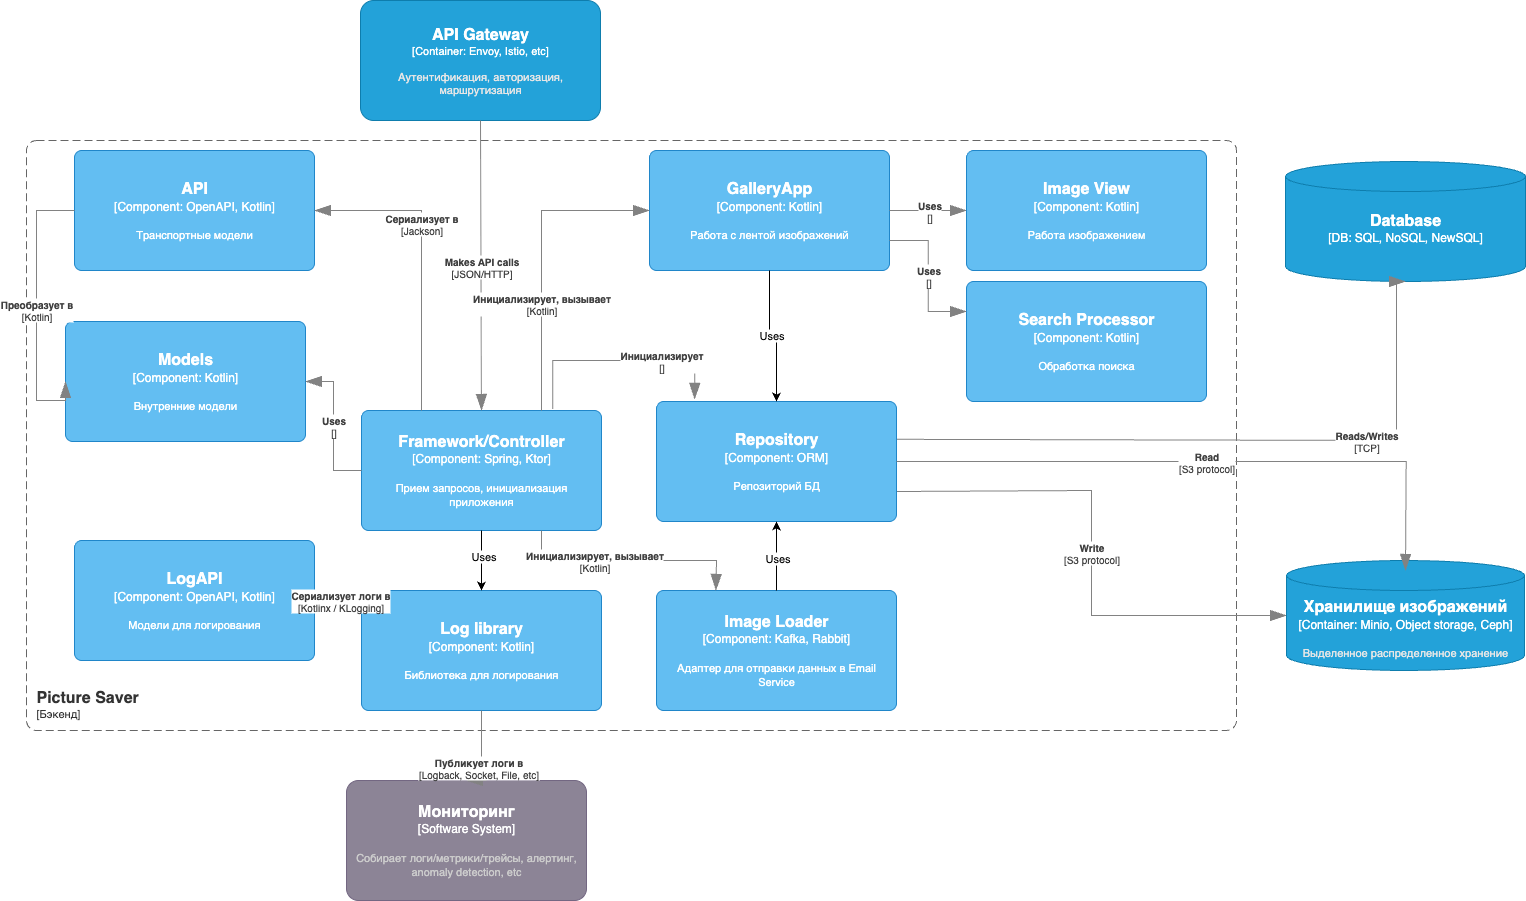 API Gateway
[Container: Envoy, Istio, etc]
Аутентификация, авторизация,
маршрутизация
API
[Component: OpenAPI, Kotlin]
Транспортные модели
Сериализует в
[Jackson]
Makes API calls
[JSON/HTTP]
Инициализирует, вызывает
[Kotlin]
GalleryApp
[Component: Kotlin]
Работа с лентой изображений
Uses
[]
Uses
[]
Image View
[Component: Kotlin]
Работа изображением
Database
[DB: SQL, NoSQL, NewSQL]
Преобразует в
[Kotlin]
Models
[Component: Kotlin]
Внутренние модели
Uses
[]
Инициализирует
[]
Uses
Search Processor
[Component: Kotlin]
Обработка поиска
Framework/Controller
[Component: Spring, Ktor]
Прием запросов, инициализация
приложения
Repository
[Component: ORM]
Репозиторий БД
Reads/Writes
[TCP]
Read
[S3 protocol]
Write
[S3 protocol]
Uses
Инициализирует, вызывает
[Kotlin]
Uses
LogAPI
[Component: OpenAPI, Kotlin]
Модели для логирования
Сериализует логи в
[Kotlinx / KLogging]
Log library
[Component: Kotlin]
Библиотека для логирования
Image Loader
[Component: Kafka, Rabbit]
Адаптер для отправки данных в Email
Service
Хранилище изображений
[Container: Minio, Object storage, Ceph]
Выделенное распределенное хранение
Picture Saver
[Бэкенд]
Публикует логи в
[Logback, Socket, File, etc]
Мониторинг
[Software System]
Собирает логи/метрики/трейсы, алертинг,
anomaly detection, etc